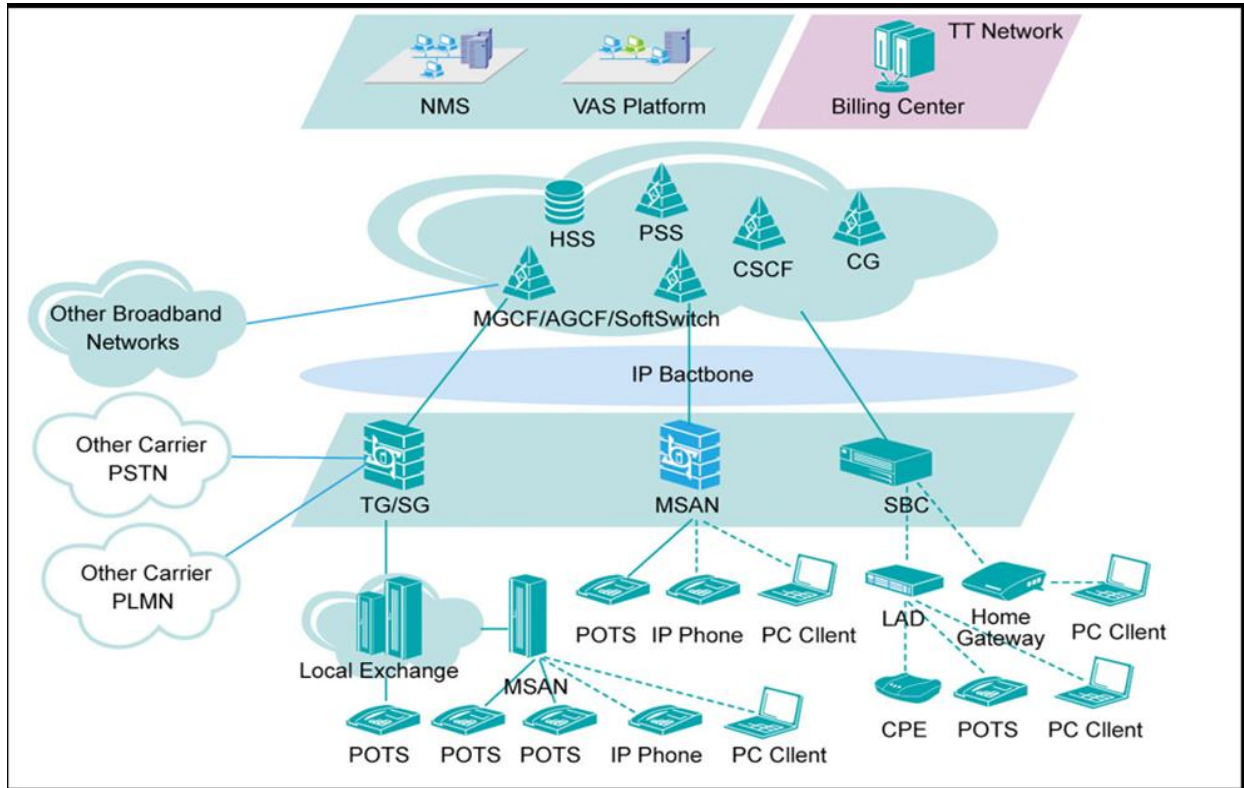 TT Network
NMS
VAS Platform
Billing Center
HSS
PSS
CSCF
CG
MGCF/AGCF/SoftSwitch
Other Broadband
Networks
IP Bactbone
Other Carrier
PSTN
TG/SG
MSAN
SBC
Other Carrier
PLMN
POTS
IP Phone
PC Cllent
LAD
Home
Gateway
PC Cllent
Local Exchange
MSAN
POTS
POTS
POTS
IP Phone
PC Cllent
CPE
POTS
PC Cllent